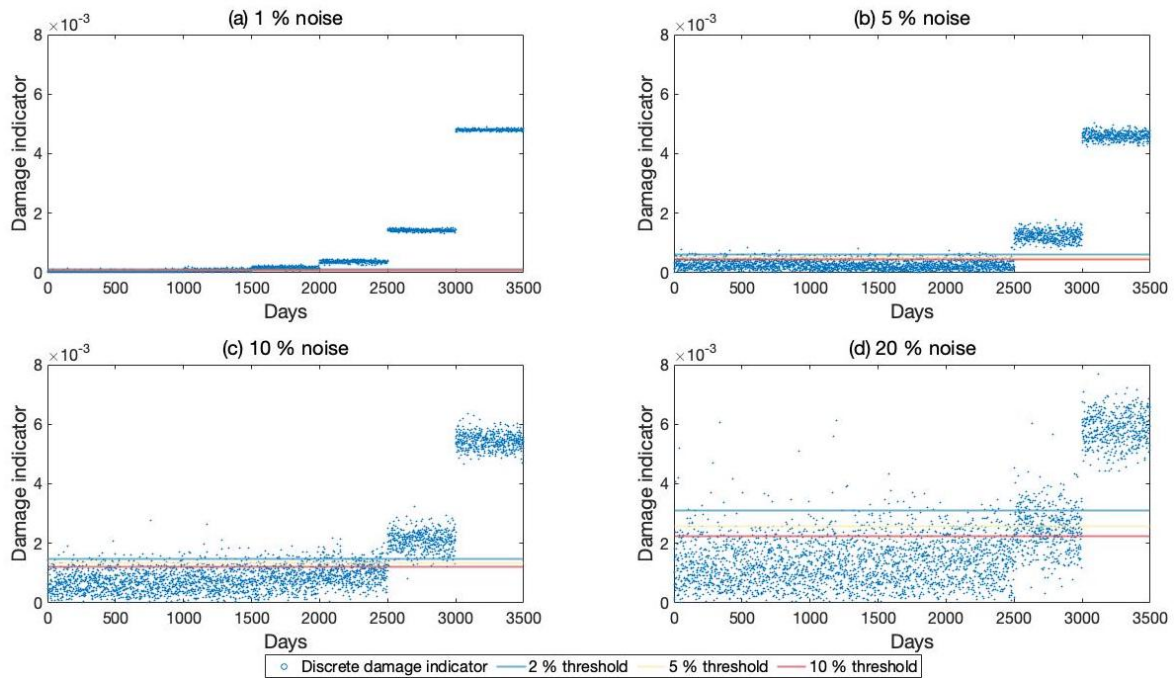 (a) 1 % noise
×10⁻³
8
6
4
2
0
Damage indicator
0 500 1000 1500 2000 2500 3000 3500
Days
(b) 5 % noise
×10⁻³
8
6
4
2
0
Damage indicator
0 500 1000 1500 2000 2500 3000 3500
Days
(c) 10 % noise
×10⁻³
8
6
4
2
0
Damage indicator
0 500 1000 1500 2000 2500 3000 3500
Days
(d) 20 % noise
×10⁻³
8
6
4
2
0
Damage indicator
0 500 1000 1500 2000 2500 3000 3500
Days
Discrete damage indicator 2 % threshold 5 % threshold 10 % threshold